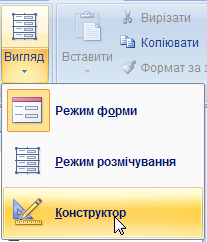 Вигляд
Вставити
Вирізати
Копіювати
Формат за з
Режим форми
Режим розмічування
Конструктор